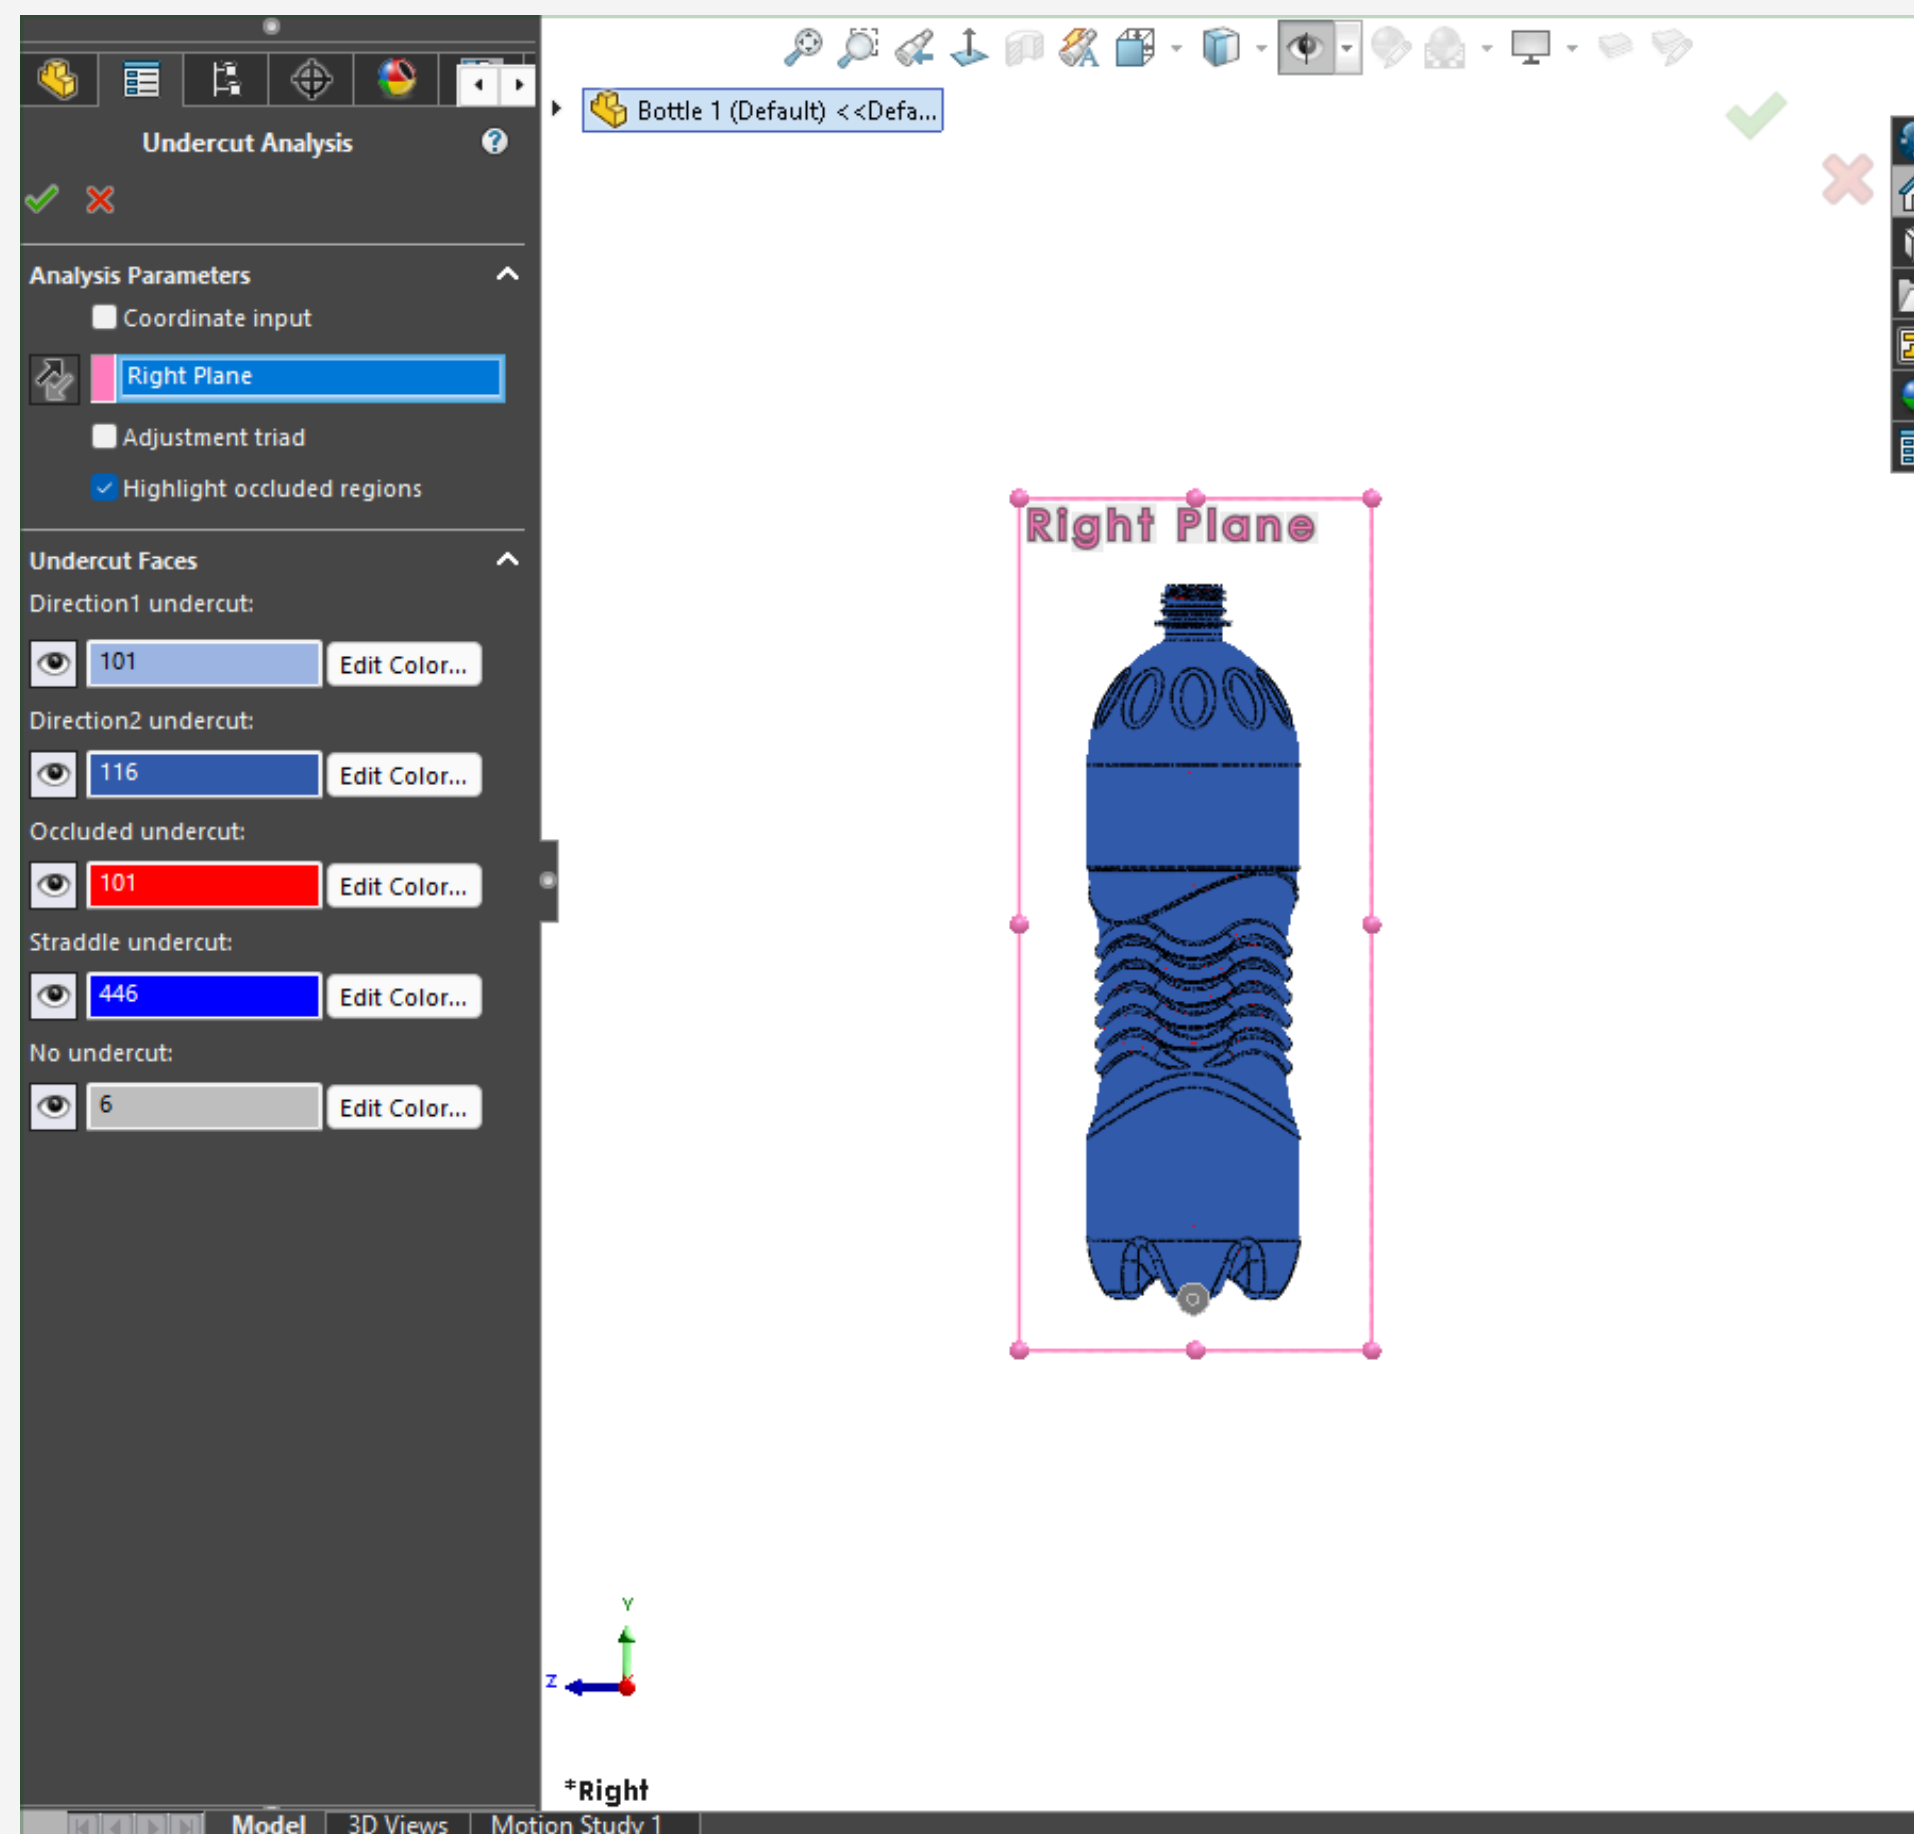 Bottle 1 (Default) <<Defa...
Undercut Analysis
Analysis Parameters
Coordinate input
Right Plane
Adjustment triad
Highlight occluded regions
Undercut Faces
Direction1 undercut:
101
Edit Color...
Direction2 undercut:
116
Edit Color...
Occluded undercut:
101
Edit Color...
Straddle undercut:
446
Edit Color...
No undercut:
6
Edit Color...
Right Plane
Y
Z
*Right
Model
3D Views
Motion Study 1